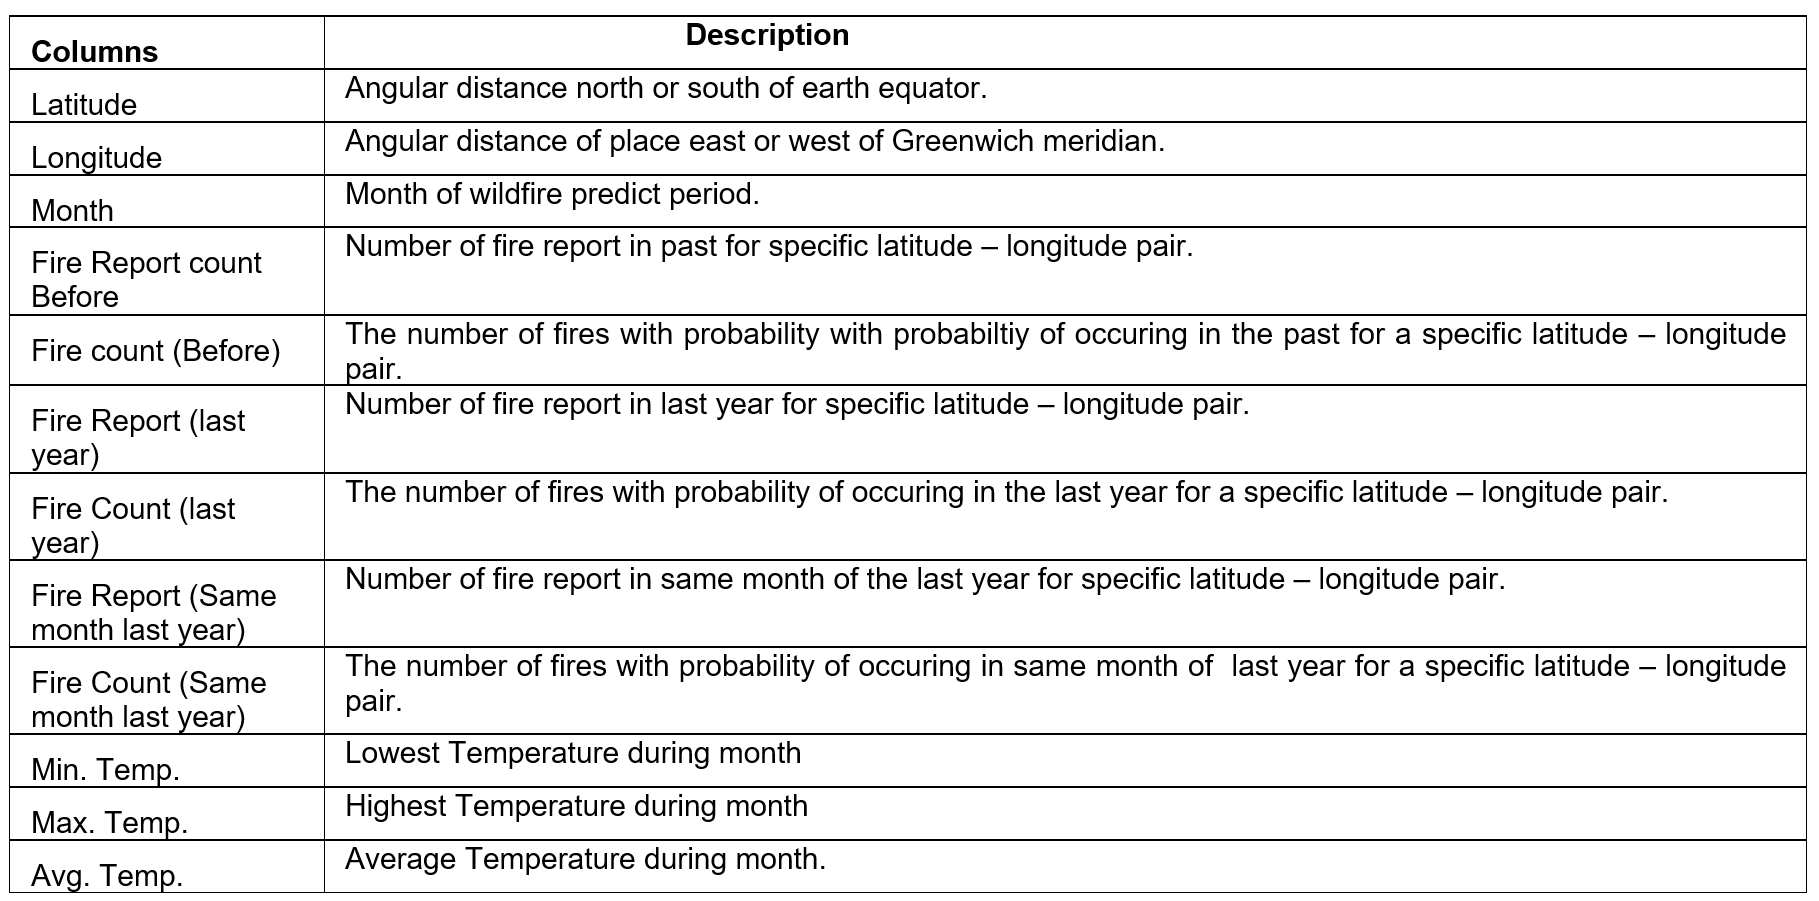 Columns
Description
Latitude
Angular distance north or south of earth equator.
Longitude
Angular distance of place east or west of Greenwich meridian.
Month
Month of wildfire predict period.
Fire Report count
Before
Number of fire report in past for specific latitude – longitude pair.
Fire count (Before)
The number of fires with probability with probabiltiy of occuring in the past for a specific latitude – longitude
pair.
Fire Report (last
year)
Number of fire report in last year for specific latitude – longitude pair.
Fire Count (last
year)
The number of fires with probability of occuring in the last year for a specific latitude – longitude pair.
Fire Report (Same
month last year)
Number of fire report in same month of the last year for specific latitude – longitude pair.
Fire Count (Same
month last year)
The number of fires with probability of occuring in same month of  last year for a specific latitude – longitude
pair.
Min. Temp.
Lowest Temperature during month
Max. Temp.
Highest Temperature during month
Avg. Temp.
Average Temperature during month.